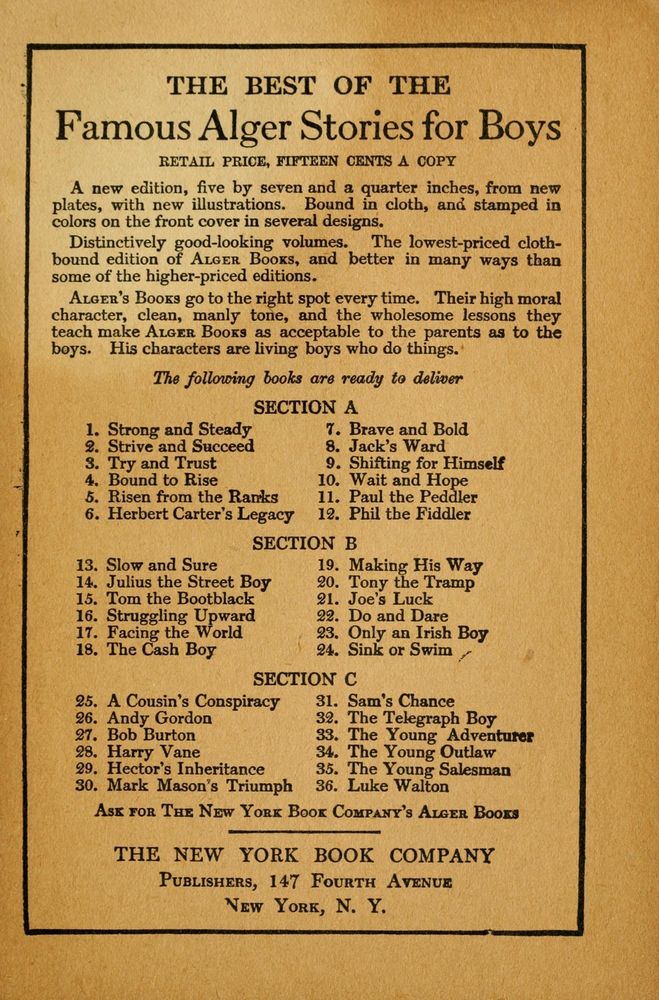 THE BEST OF THE
Famous Alger Stories for Boys
RETAIL PRICE, FIFTEEN CENTS A COPY
A new edition, five by seven and a quarter inches, from new
plates, with new illustrations. Bound in cloth, and stamped in
colors on the front cover in several designs.
Distinctively good-looking volumes. The lowest-priced cloth-
bound edition of ALGER BOOKS, and better in many ways than
some of the higher-priced editions.
ALGER'S BOOKS go to the right spot every time. Their high moral
character, clean, manly tone, and the wholesome lessons they
teach make ALGER BOOKS as acceptable to the parents as to the
boys. His characters are living boys who do things.
The following books are ready to deliver
SECTION A
1. Strong and Steady
2. Strive and Succeed
3. Try and Trust
4. Bound to Rise
5. Risen from the Ranks
6. Herbert Carter's Legacy
7. Brave and Bold
8. Jack's Ward
9. Shifting for Himself
10. Wait and Hope
11. Paul the Peddler
12. Phil the Fiddler
SECTION B
13. Slow and Sure
14. Julius the Street Boy
15. Tom the Bootblack
16. Struggling Upward
17. Facing the World
18. The Cash Boy
19. Making His Way
20. Tony the Tramp
21. Joe's Luck
22. Do and Dare
23. Only an Irish Boy
24. Sink or Swim
SECTION C
25. A Cousin's Conspiracy
26. Andy Gordon
27. Bob Burton
28. Harry Vane
29. Hector's Inheritance
30. Mark Mason's Triumph
31. Sam's Chance
32. The Telegraph Boy
33. The Young Adventurer
34. The Young Outlaw
35. The Young Salesman
36. Luke Walton
ASK FOR THE NEW YORK BOOK COMPANY'S ALGER BOOKS
THE NEW YORK BOOK COMPANY
PUBLISHERS, 147 FOURTH AVENUE
NEW YORK, N. Y.